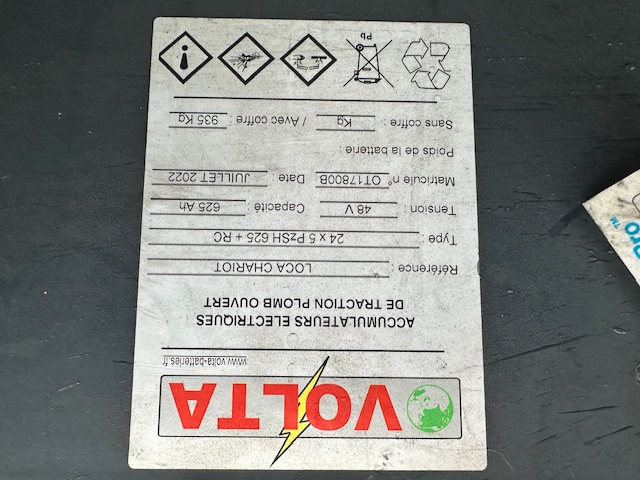 VOLTA
www.volta-batteries.fr
ACCUMULATEURS ELECTRIQUES
DE TRACTION PLOMB OUVERT
Référence : LOCA CHARIOT
Type : 24 x 5 PzSH 625 + RC
Tension : 48 V Capacité : 625 Ah
Matricule n° OT17800B Date : JUILLET 2022
Poids de la batterie :
Sans coffre : Kg / Avec coffre : 935 Kg
Pb
Pro™